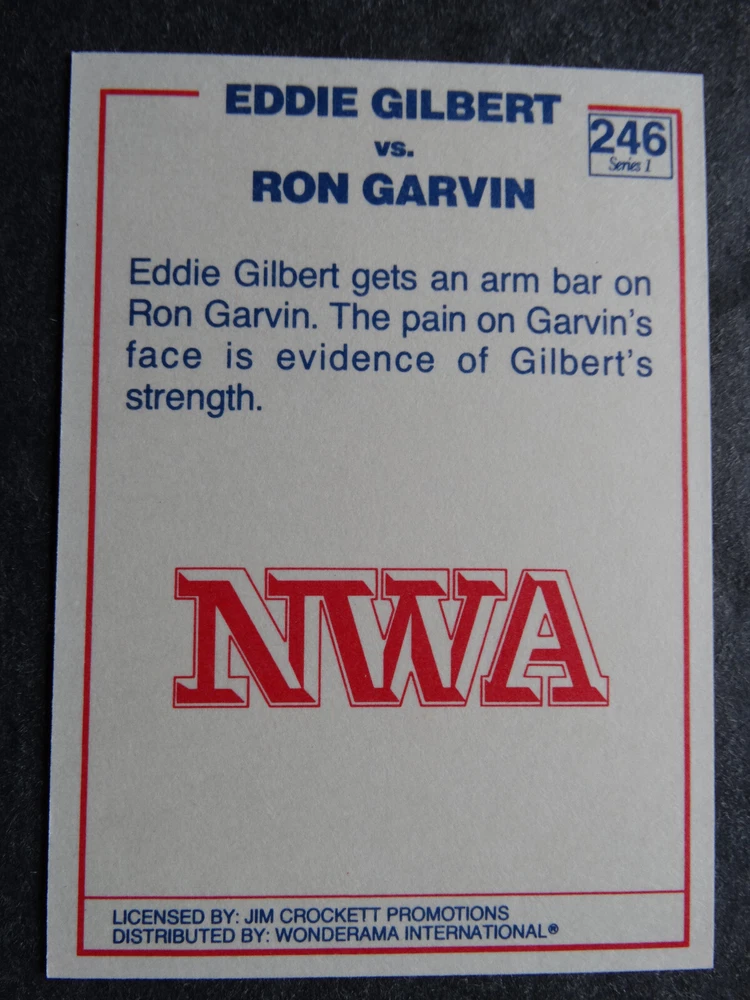 EDDIE GILBERT
vs.
RON GARVIN
246
Series 1
Eddie Gilbert gets an arm bar on
Ron Garvin. The pain on Garvin's
face is evidence of Gilbert's
strength.
NWA
LICENSED BY: JIM CROCKETT PROMOTIONS
DISTRIBUTED BY: WONDERAMA INTERNATIONAL®